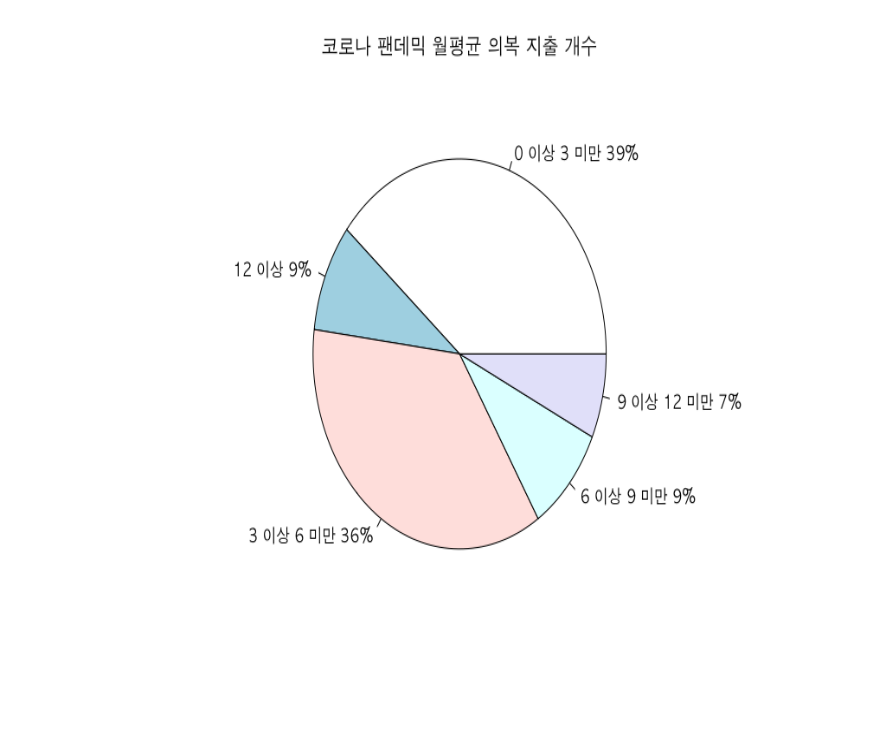 코로나 팬데믹 월평균 의복 지출 개수
0 이상 3 미만 39%
12 이상 9%
9 이상 12 미만 7%
6 이상 9 미만 9%
3 이상 6 미만 36%